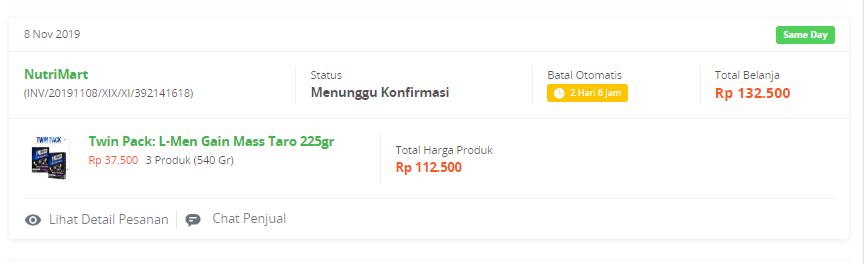 8 Nov 2019
Same Day
NutriMart
(INV/20191108/XIX/XI/392141618)
Status
Menunggu Konfirmasi
Batal Otomatis
2 Hari 6 Jam
Total Belanja
Rp 132.500
TWIN PACK
Twin Pack: L-Men Gain Mass Taro 225gr
Rp 37.500 3 Produk (540 Gr)
Total Harga Produk
Rp 112.500
Lihat Detail Pesanan
Chat Penjual